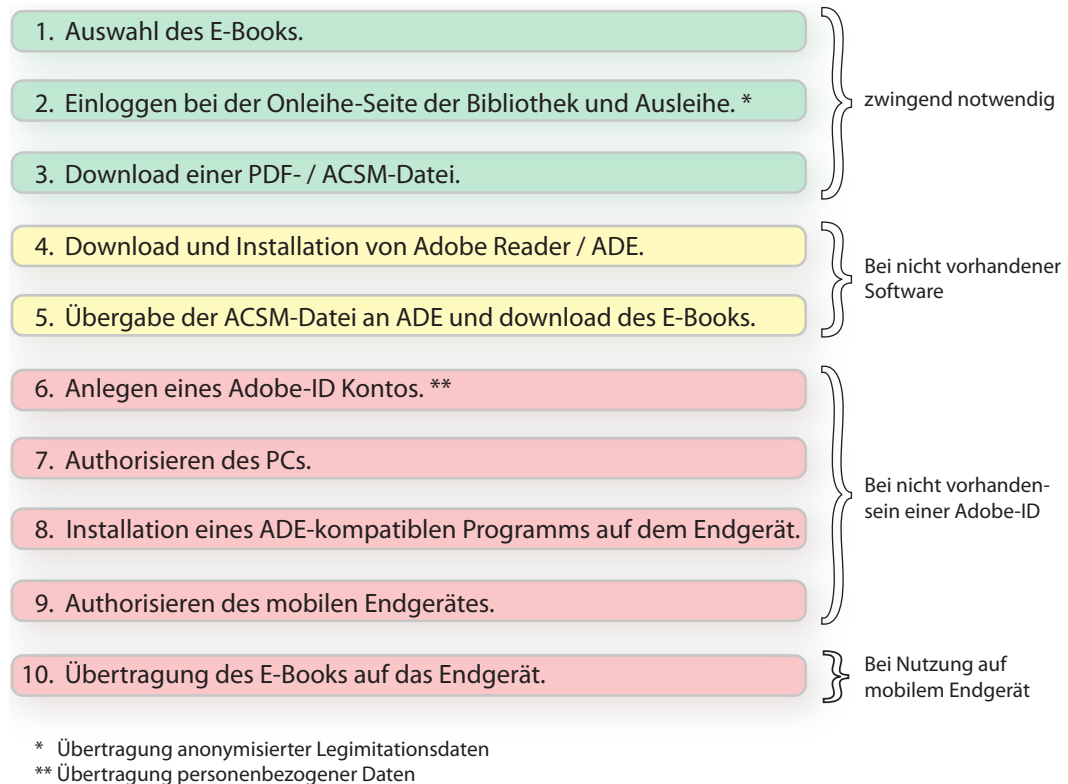 1. Auswahl des E-Books.
2. Einloggen bei der Onleihe-Seite der Bibliothek und Ausleihe. *
3. Download einer PDF- / ACSM-Datei.
zwingend notwendig
4. Download und Installation von Adobe Reader / ADE.
5. Übergabe der ACSM-Datei an ADE und download des E-Books.
Bei nicht vorhandener
Software
6. Anlegen eines Adobe-ID Kontos. **
7. Authorisieren des PCs.
8. Installation eines ADE-kompatiblen Programms auf dem Endgerät.
9. Authorisieren des mobilen Endgerätes.
Bei nicht vorhanden-
sein einer Adobe-ID
10. Übertragung des E-Books auf das Endgerät.
Bei Nutzung auf
mobilem Endgerät
* Übertragung anonymisierter Legimitationsdaten
** Übertragung personenbezogener Daten